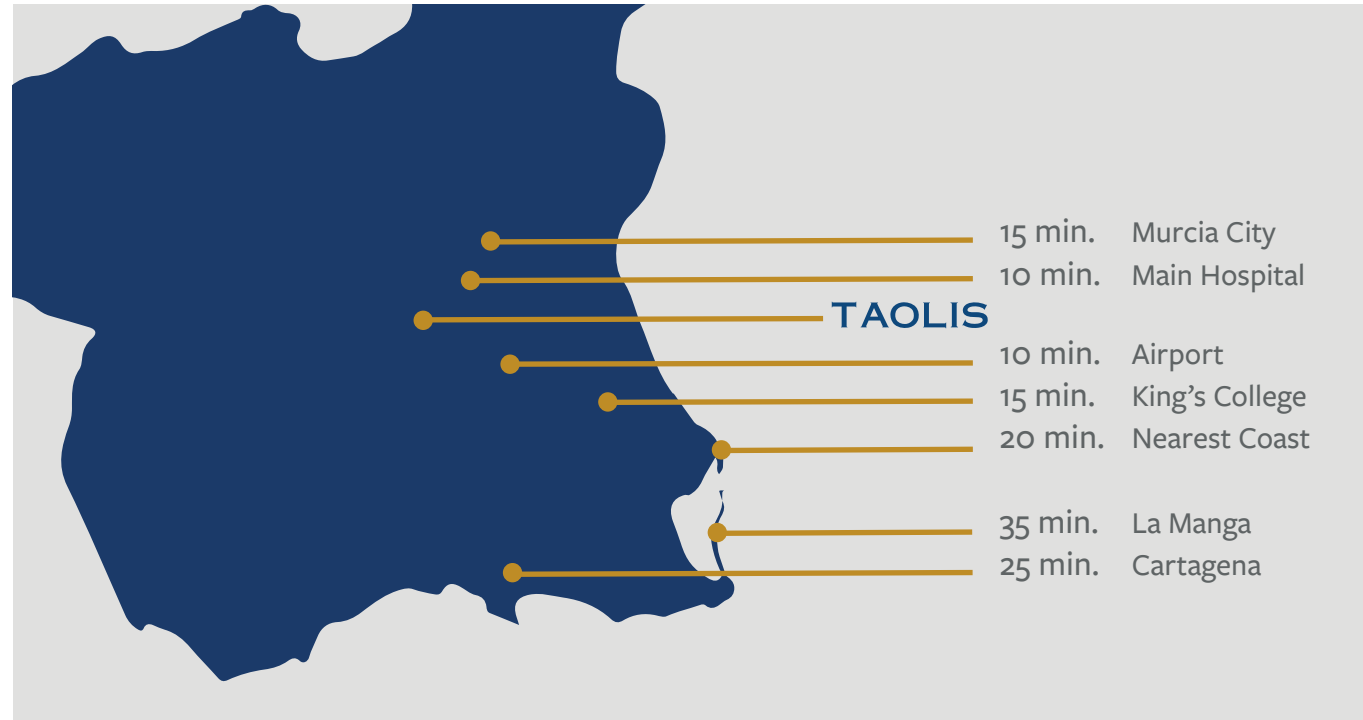 15 min. Murcia City
10 min. Main Hospital
TAOLIS
10 min. Airport
15 min. King’s College
20 min. Nearest Coast
35 min. La Manga
25 min. Cartagena